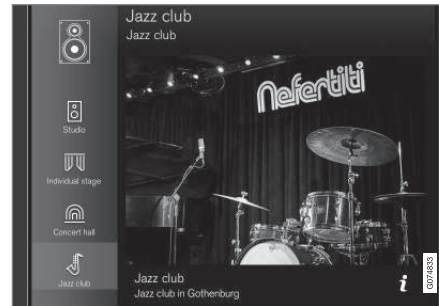 Jazz club
Jazz club
Nefertiti
Studio
Individual stage
Concert hall
Jazz club
Jazz club
Jazz club in Gothenburg
i
G074833